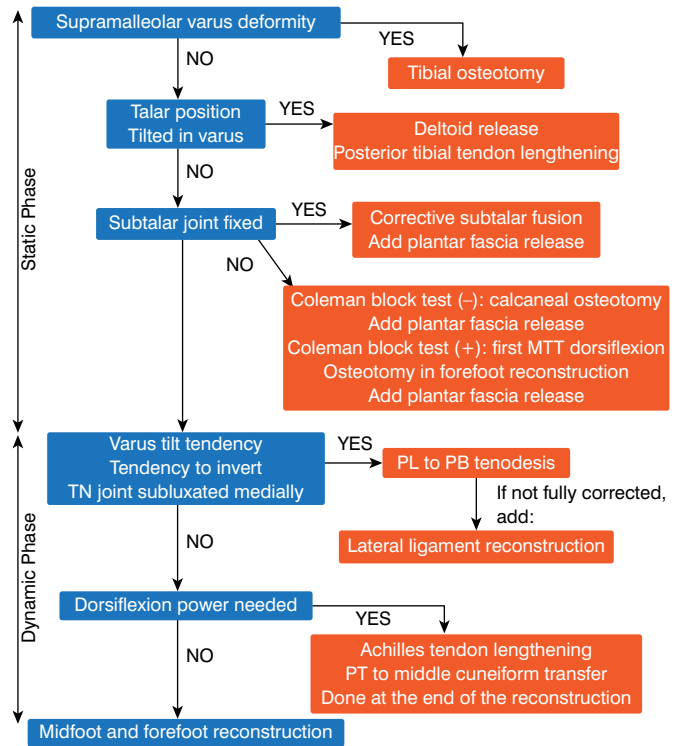 Supramalleolar varus deformity
YES
NO
Tibial osteotomy
Talar position
Tilted in varus
YES
Deltoid release
Posterior tibial tendon lengthening
NO
Static Phase
Subtalar joint fixed
YES
Corrective subtalar fusion
Add plantar fascia release
NO
Coleman block test (–): calcaneal osteotomy
Add plantar fascia release
Coleman block test (+): first MTT dorsiflexion
Osteotomy in forefoot reconstruction
Add plantar fascia release
Dynamic Phase
Varus tilt tendency
Tendency to invert
TN joint subluxated medially
YES
PL to PB tenodesis
If not fully corrected,
add:
Lateral ligament reconstruction
NO
Dorsiflexion power needed
YES
NO
Achilles tendon lengthening
PT to middle cuneiform transfer
Done at the end of the reconstruction
Midfoot and forefoot reconstruction